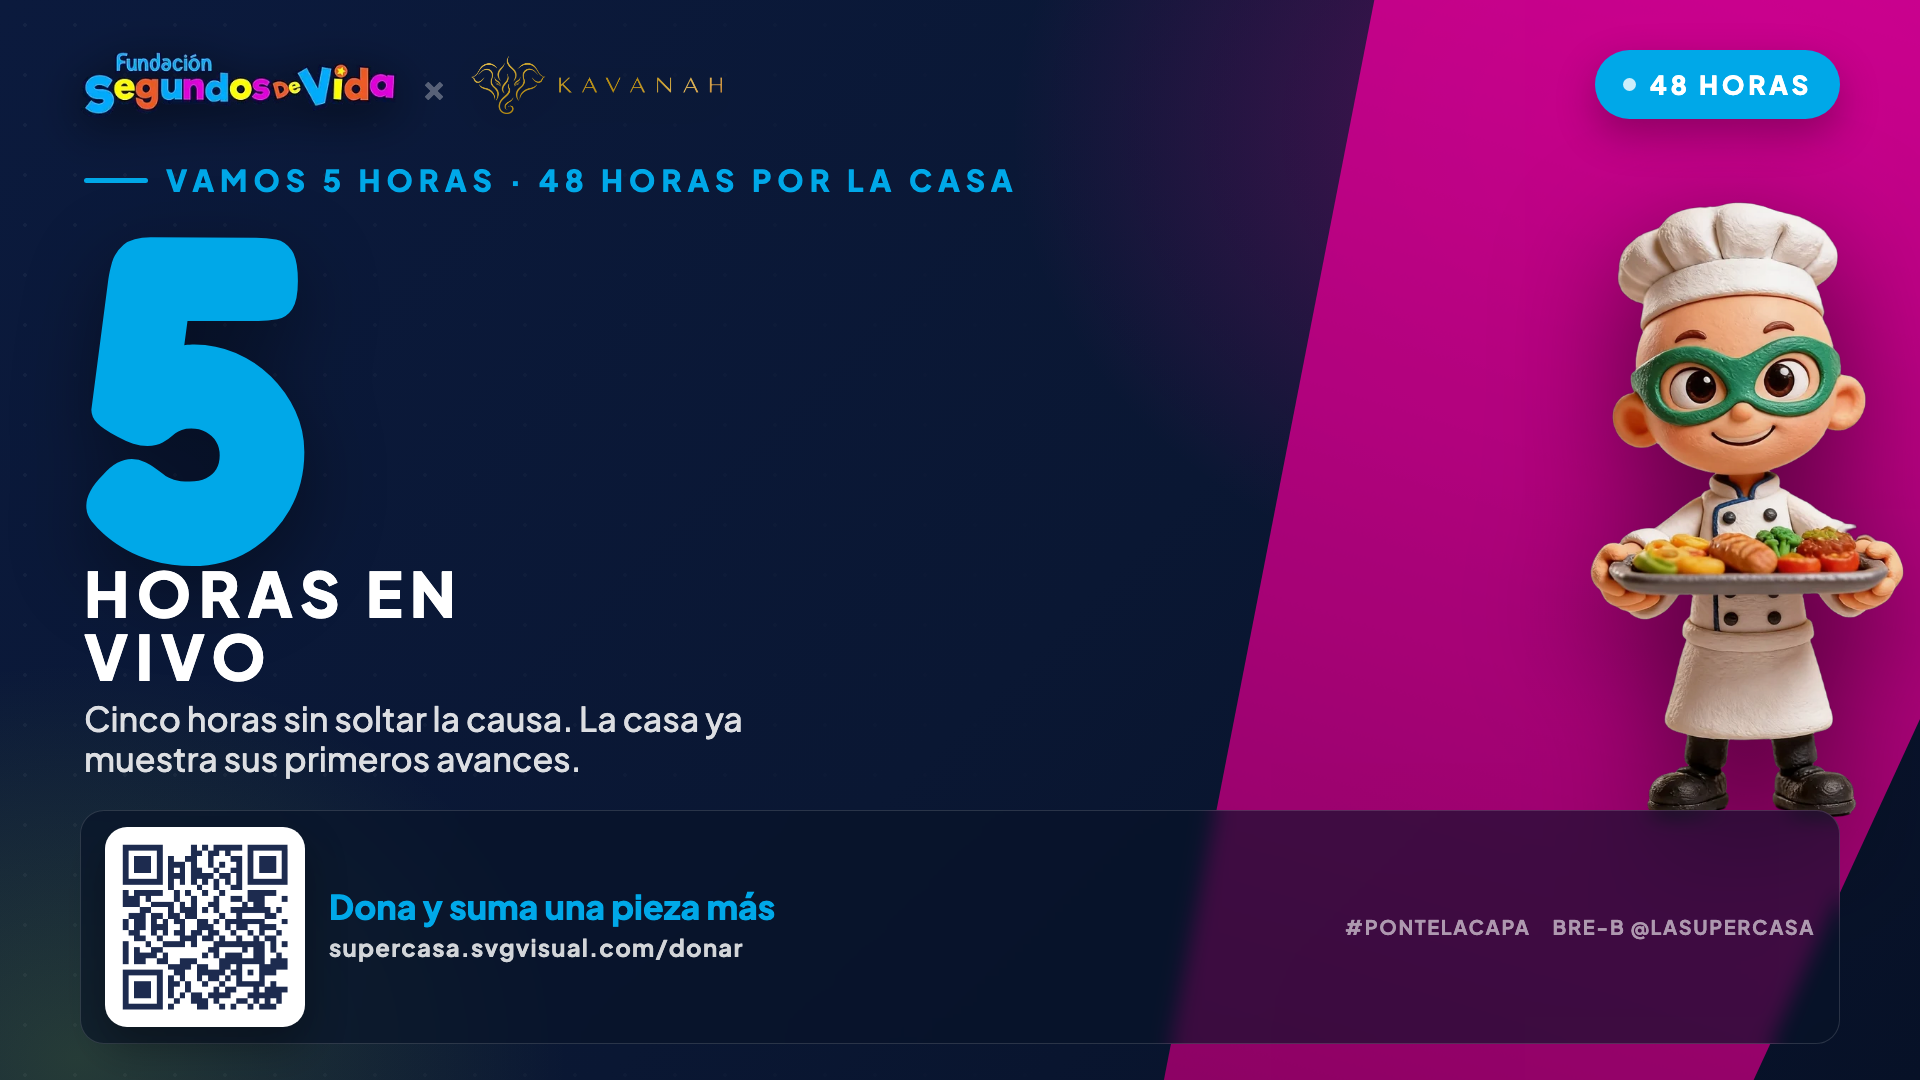 Fundación
Segundos DE Vida × KAVANAH
48 HORAS
VAMOS 5 HORAS · 48 HORAS POR LA CASA
5
HORAS EN
VIVO
Cinco horas sin soltar la causa. La casa ya
muestra sus primeros avances.
Dona y suma una pieza más
supercasa.svgvisual.com/donar
#PONTELACAPA BRE-B @LASUPERCASA